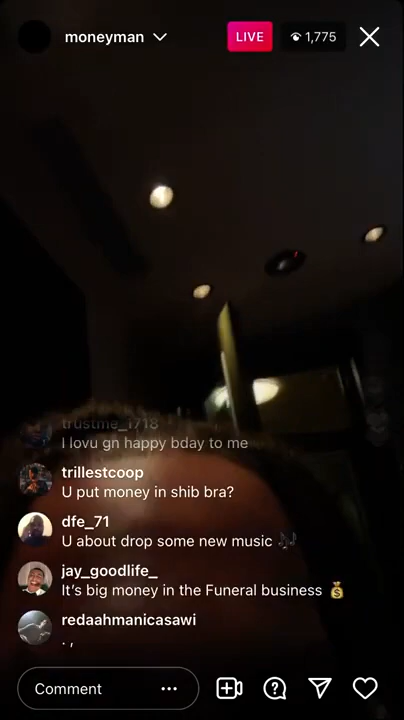 moneyman
LIVE
1,775
trustme_1718
I lovu gn happy bday to me
trillestcoop
U put money in shib bra?
dfe_71
U about drop some new music 🎶
jay_goodlife_
It's big money in the Funeral business 💰
redaahmanicasawi
. ,
Comment